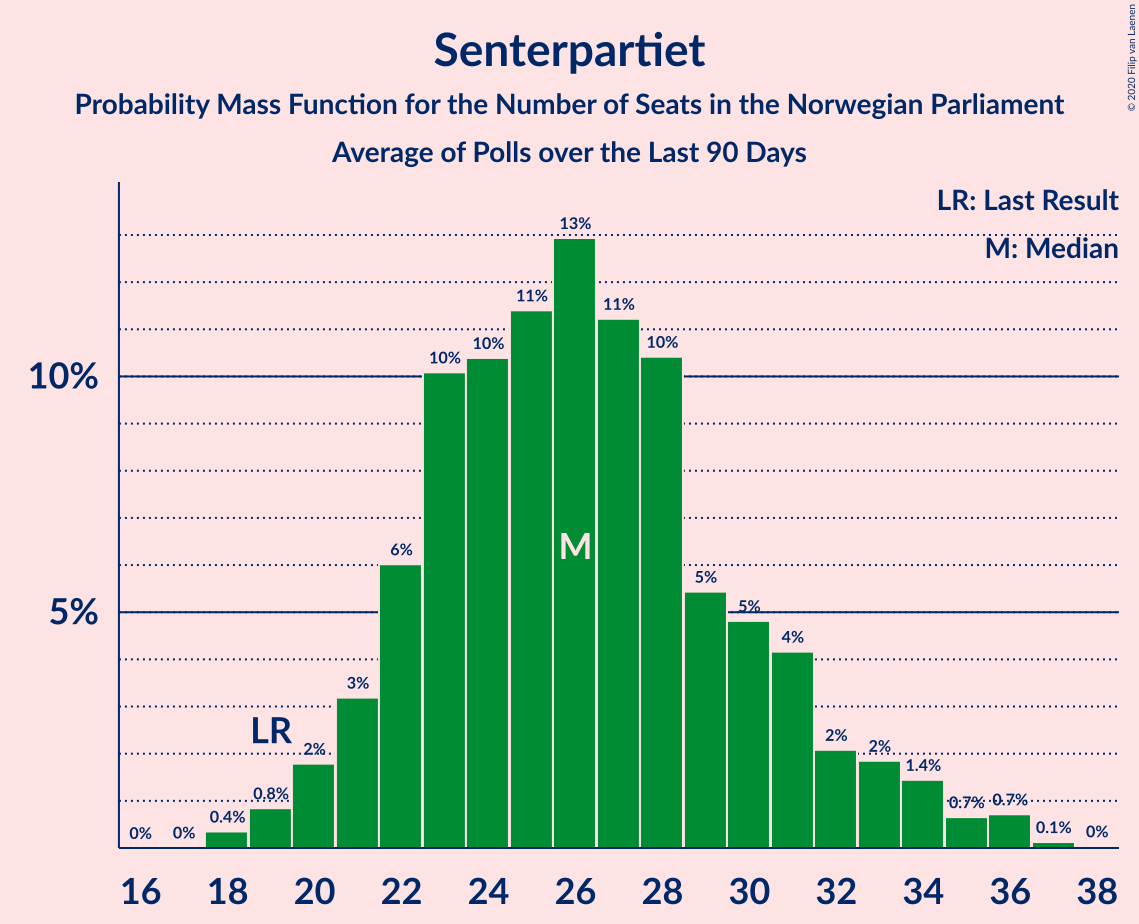 Senterpartiet
Probability Mass Function for the Number of Seats in the Norwegian Parliament
Average of Polls over the Last 90 Days
© 2020 Filip van Laenen
LR: Last Result
M: Median
10%
5%
0%
0%
0.4%
0.8%
LR
2%
3%
6%
10%
10%
11%
13%
M
11%
10%
5%
5%
4%
2%
2%
1.4%
0.7%
0.7%
0.1%
0%
16 18 20 22 24 26 28 30 32 34 36 38